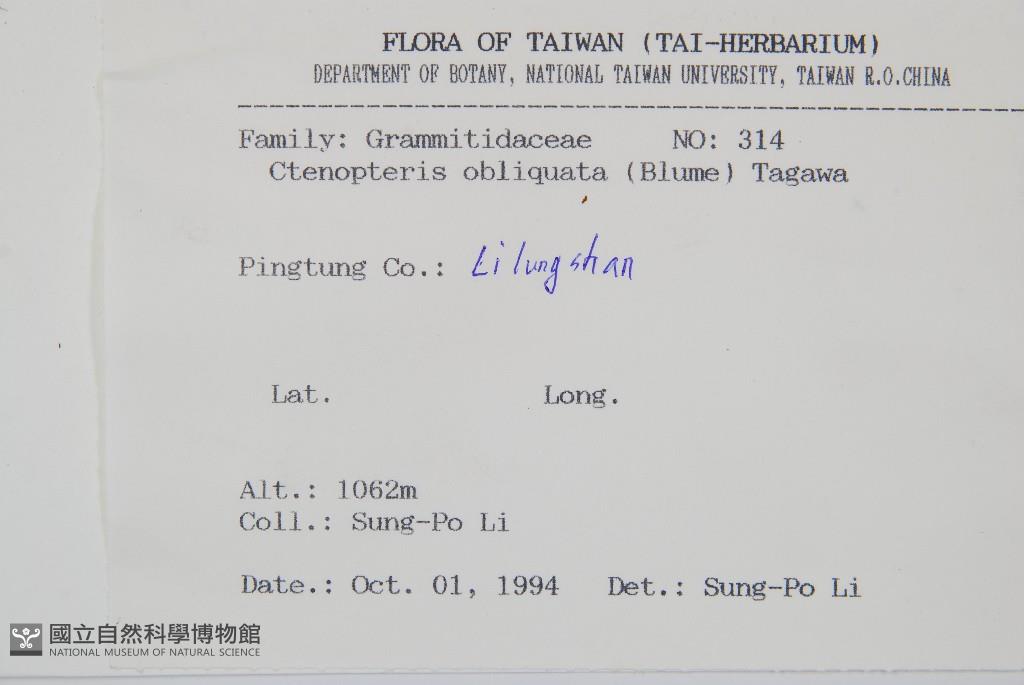 FLORA OF TAIWAN (TAI-HERBARIUM)
DEPARTMENT OF BOTANY, NATIONAL TAIWAN UNIVERSITY, TAIWAN R.O.CHINA
Family: Grammitidaceae NO: 314
Ctenopteris obliquata (Blume) Tagawa
Pingtung Co.: Lilungshan
Lat. Long.
Alt.: 1062m
Coll.: Sung-Po Li
Date.: Oct. 01, 1994 Det.: Sung-Po Li
國立自然科學博物館
NATIONAL MUSEUM OF NATURAL SCIENCE